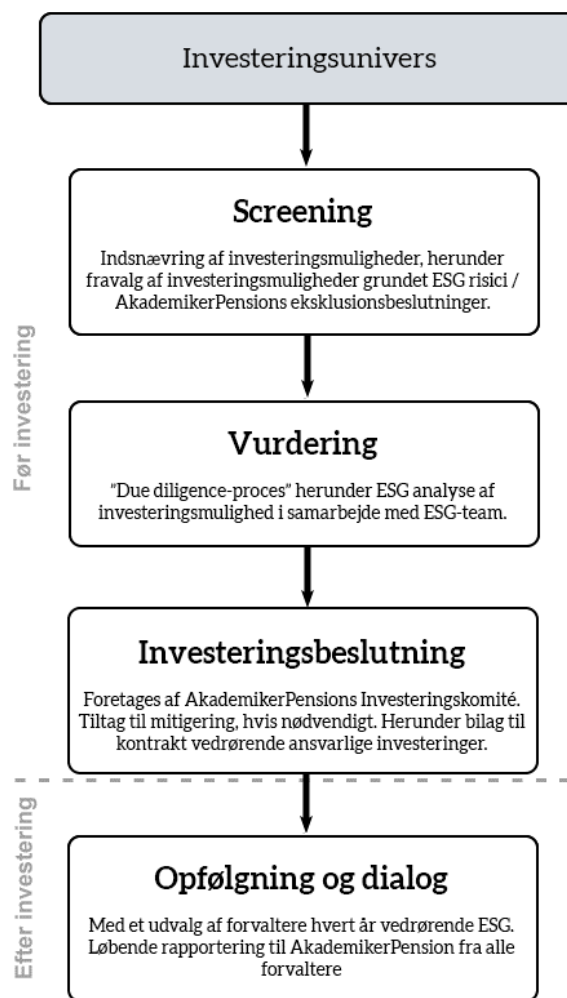 Investeringsunivers
Screening
Indsnævring af investeringsmuligheder, herunder
fravalg af investeringsmuligheder grundet ESG risici /
AkademikerPensions eksklusionsbeslutninger.
Før investering
Vurdering
"Due diligence-proces" herunder ESG analyse af
investeringsmulighed i samarbejde med ESG-team.
Investeringsbeslutning
Foretages af AkademikerPensions Investeringskomité.
Tiltag til mitigering, hvis nødvendigt. Herunder bilag til
kontrakt vedrørende ansvarlige investeringer.
Efter investering
Opfølgning og dialog
Med et udvalg af forvaltere hvert år vedrørende ESG.
Løbende rapportering til AkademikerPension fra alle
forvaltere